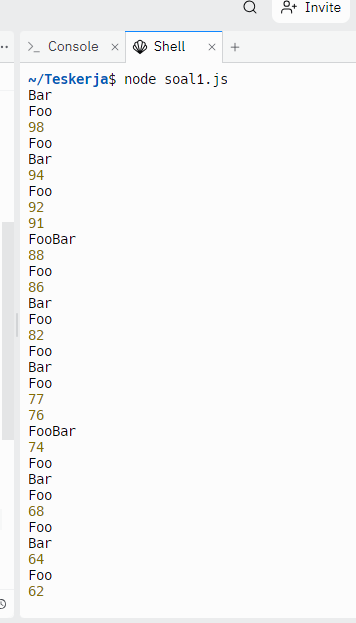 Invite
Console
Shell
~/Teskerja$ node soal1.js
Bar
Foo
98
Foo
Bar
94
Foo
92
91
FooBar
88
Foo
86
Bar
Foo
82
Foo
Bar
Foo
77
76
FooBar
74
Foo
Bar
Foo
68
Foo
Bar
64
Foo
62